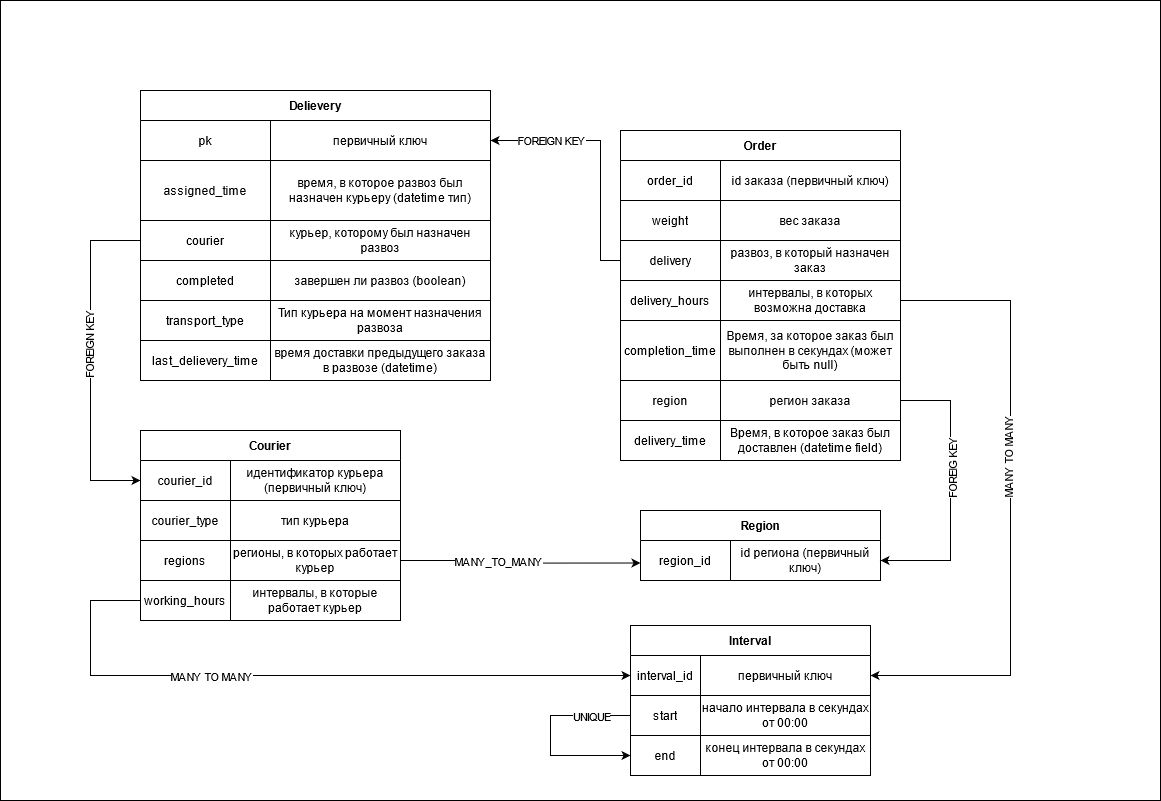 Delievery
pk
первичный ключ
assigned_time
время, в которое развоз был
назначен курьеру (datetime тип)
courier
курьер, которому был назначен
развоз
completed
завершен ли развоз (boolean)
transport_type
Тип курьера на момент назначения
развоза
last_delievery_time
время доставки предыдущего заказа
в развозе (datetime)
FOREIGN KEY
FOREIGN KEY
Order
order_id
id заказа (первичный ключ)
weight
вес заказа
delivery
развоз, в который назначен
заказ
delivery_hours
интервалы, в которых
возможна доставка
completion_time
Время, за которое заказ был
выполнен в секундах (может
быть null)
region
регион заказа
delivery_time
Время, в которое заказ был
доставлен (datetime field)
FOREIG KEY
MANY TO MANY
Courier
courier_id
идентификатор курьера
(первичный ключ)
courier_type
тип курьера
regions
регионы, в которых работает
курьер
working_hours
интервалы, в которые
работает курьер
MANY_TO_MANY
Region
region_id
id региона (первичный
ключ)
MANY TO MANY
Interval
interval_id
первичный ключ
start
начало интервала в секундах
от 00:00
UNIQUE
end
конец интервала в секундах
от 00:00